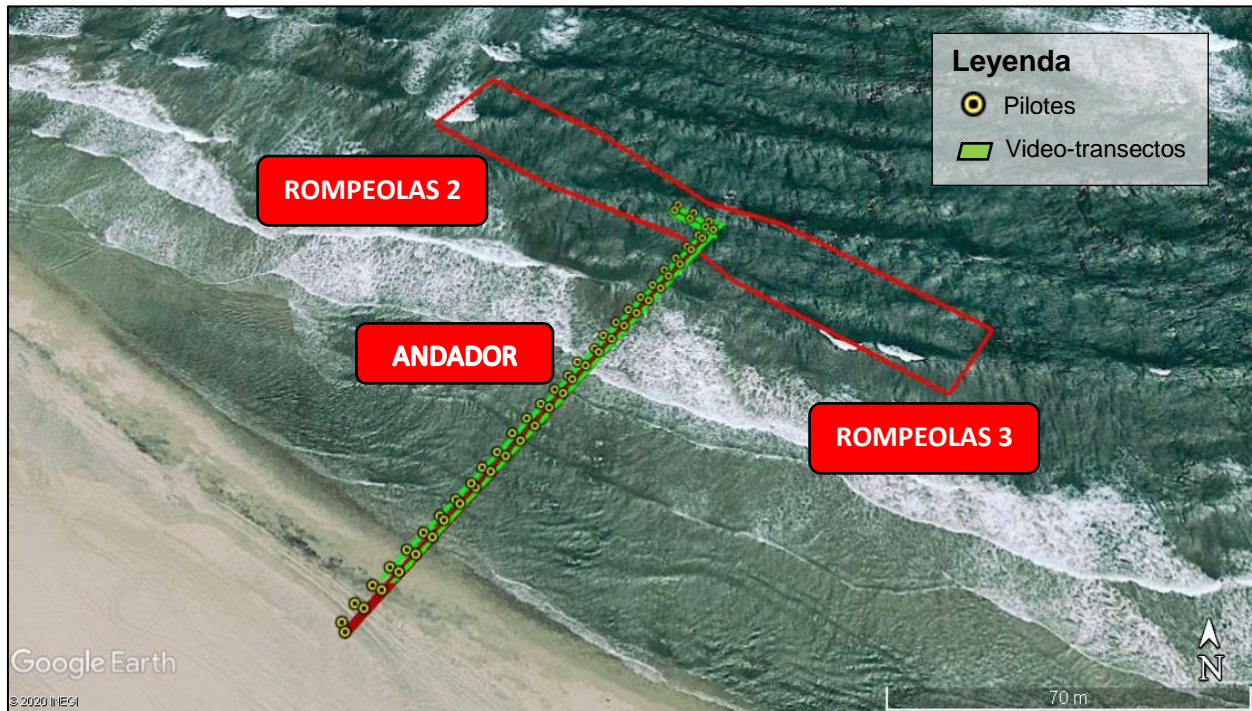 Leyenda
Pilotes
Video-transectos
ROMPEOLAS 2
ANDADOR
ROMPEOLAS 3
Google Earth
© 2020 INEGI
N
70 m